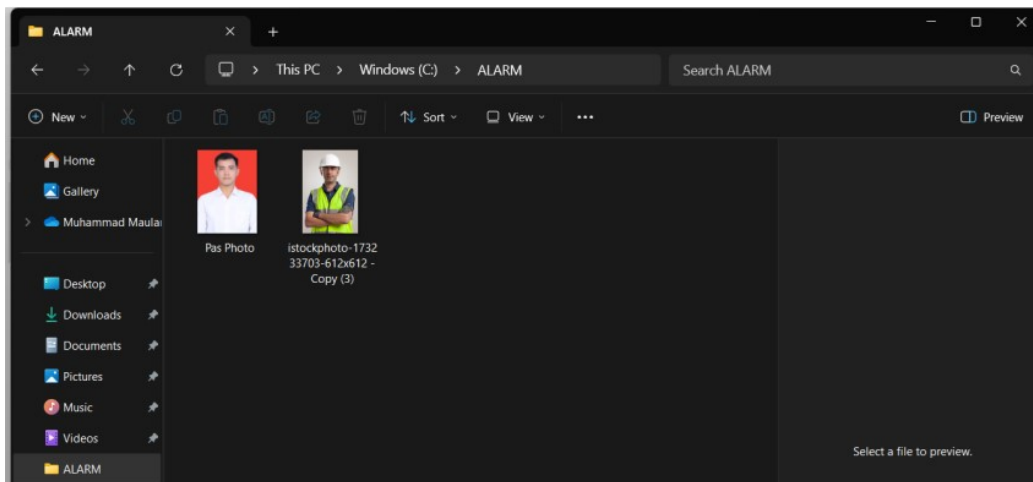 ALARM
This PC > Windows (C:) > ALARM
Search ALARM
New
Sort
View
Preview
Home
Gallery
Muhammad Maula
Desktop
Downloads
Documents
Pictures
Music
Videos
ALARM
Pas Photo
istockphoto-1732
33703-612x612 -
Copy (3)
Select a file to preview.